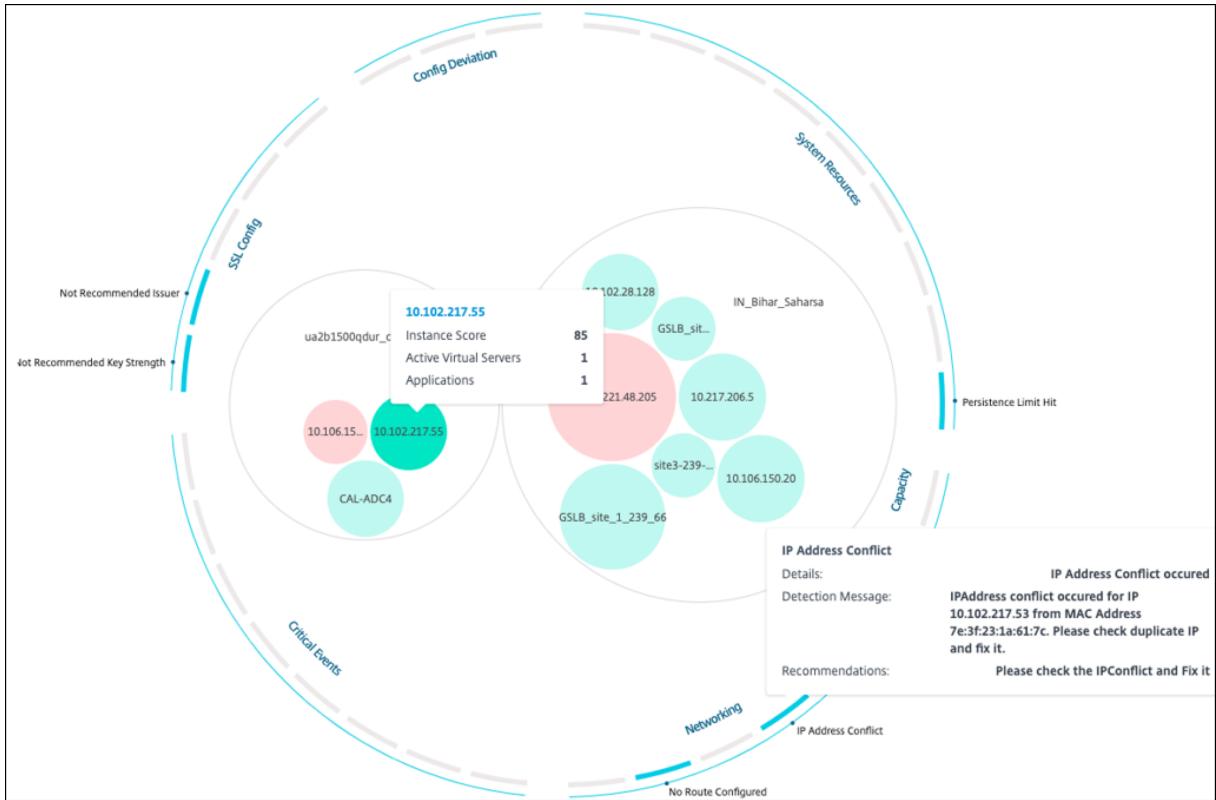 Config Deviation
System Resources
SSL Config
Not Recommended Issuer
Not Recommended Key Strength
ua2b1500qdur_c
10.102.217.55
Instance Score 85
Active Virtual Servers 1
Applications 1
10.106.15...
10.102.217.55
CAL-ADC4
.102.28.128
IN_Bihar_Saharsa
GSLB_sit...
221.48.205
10.217.206.5
site3-239-...
10.106.150.20
GSLB_site_1_239_66
Persistence Limit Hit
Capacity
IP Address Conflict
Details: IP Address Conflict occured
Detection Message: IPAddress conflict occured for IP
10.102.217.53 from MAC Address
7e:3f:23:1a:61:7c. Please check duplicate IP
and fix it.
Recommendations: Please check the IPConflict and Fix it
Critical Events
Networking
IP Address Conflict
No Route Configured